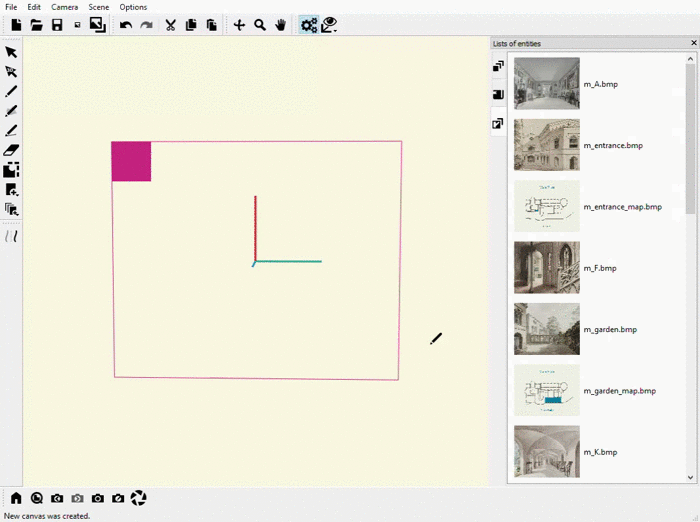 File Edit Camera Scene Options
Lists of entities
m_A.bmp
m_entrance.bmp
m_entrance_map.bmp
m_F.bmp
m_garden.bmp
m_garden_map.bmp
m_K.bmp
New canvas was created.